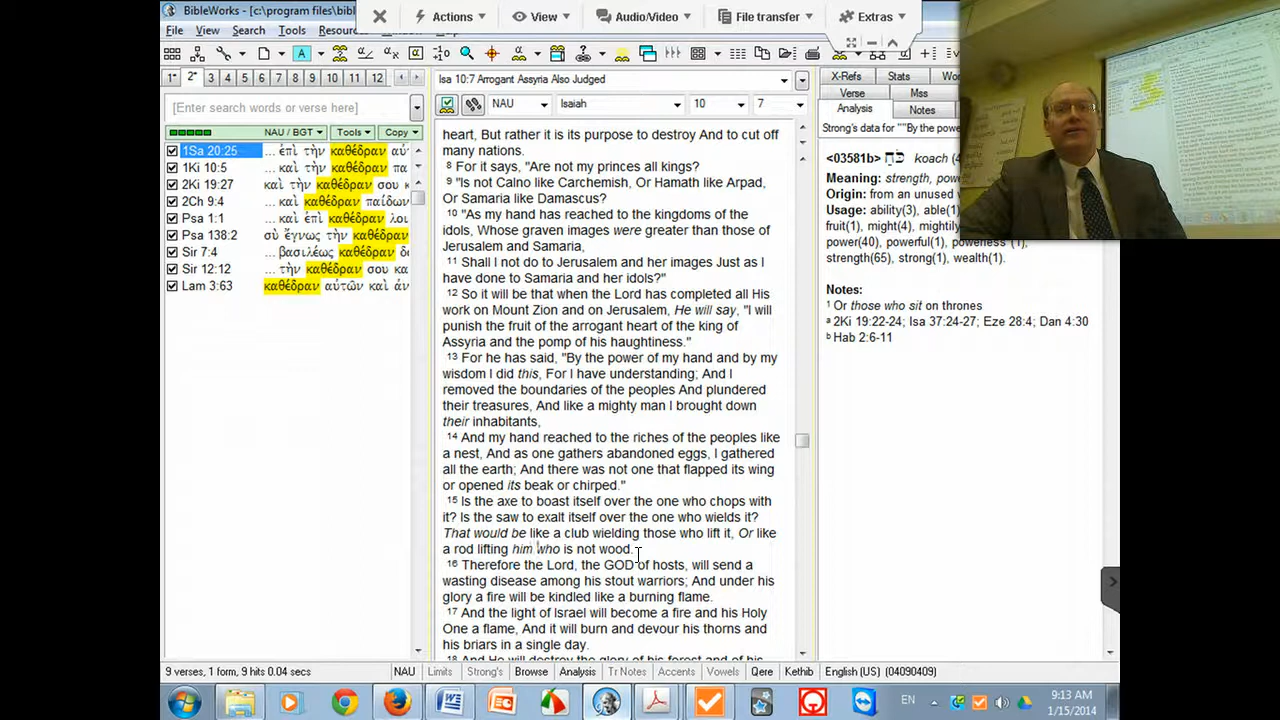 BibleWorks - [c:\program files\bibl
Actions
View
Audio/Video
File transfer
Extras
File View Search Tools
1* 2* 3 4 5 6 7 8 9 10 11 12
[Enter search words or verse here]
NAU / BGT Tools Copy
1Sa 20:25 ... ἐπὶ τὴν καθέδραν αὐ
1Ki 10:5 ... καὶ τὴν καθέδραν πα
2Ki 19:27 καὶ τὴν καθέδραν σου κ
2Ch 9:4 ... καὶ καθέδραν παίδων
Psa 1:1 ... καὶ ἐπὶ καθέδραν λοι
Psa 138:2 σὺ ἔγνως τὴν καθέδραν
Sir 7:4 ... βασιλέως καθέδραν δ
Sir 12:12 ... τὴν καθέδραν σου κα
Lam 3:63 καθέδραν αὐτῶν καὶ ἀν
9 verses, 1 form, 9 hits 0.04 secs
Isa 10:7 Arrogant Assyria Also Judged
NAU Isaiah 10 7
heart, But rather it is its purpose to destroy And to cut off
many nations.
8 For it says, "Are not my princes all kings?
9 "Is not Calno like Carchemish, Or Hamath like Arpad,
Or Samaria like Damascus?
10 "As my hand has reached to the kingdoms of the
idols, Whose graven images were greater than those of
Jerusalem and Samaria,
11 Shall I not do to Jerusalem and her images Just as I
have done to Samaria and her idols?"
12 So it will be that when the Lord has completed all His
work on Mount Zion and on Jerusalem, He will say, "I will
punish the fruit of the arrogant heart of the king of
Assyria and the pomp of his haughtiness."
13 For he has said, "By the power of my hand and by my
wisdom I did this, For I have understanding; And I
removed the boundaries of the peoples And plundered
their treasures, And like a mighty man I brought down
their inhabitants,
14 And my hand reached to the riches of the peoples like
a nest, And as one gathers abandoned eggs, I gathered
all the earth; And there was not one that flapped its wing
or opened its beak or chirped."
15 Is the axe to boast itself over the one who chops with
it? Is the saw to exalt itself over the one who wields it?
That would be like a club wielding those who lift it, Or like
a rod lifting him who is not wood.
16 Therefore the Lord, the GOD of hosts, will send a
wasting disease among his stout warriors; And under his
glory a fire will be kindled like a burning flame.
17 And the light of Israel will become a fire and his Holy
One a flame, And it will burn and devour his thorns and
his briars in a single day.
18 And He will destroy the glory of his forest and of his
X-Refs Stats
Verse Mss
Analysis Notes
Strong's data for ""By the powe
<03581b> כֹּחַ koach
Meaning: strength, pow
Origin: from an unused
Usage: ability(3), able(1)
fruit(1), might(4), mightily
power(40), powerful(1), powerless (1),
strength(65), strong(1), wealth(1).
Notes:
1 Or those who sit on thrones
a 2Ki 19:22-24; Isa 37:24-27; Eze 28:4; Dan 4:30
b Hab 2:6-11
NAU Limits Strong's Browse Analysis Tr Notes Accents Vowels Qere Kethib English (US) (04090409)
EN
9:13 AM
1/15/2014